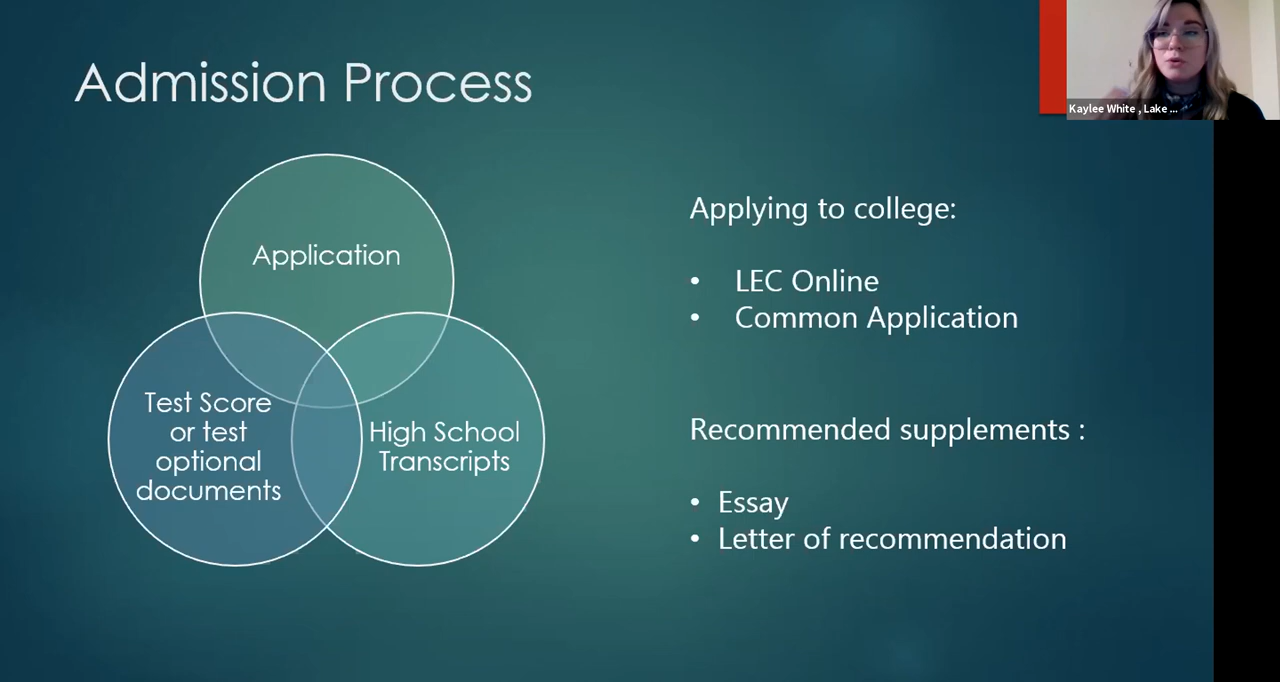 Admission Process
Kaylee White , Lake ...
Application
Test Score
or test
optional
documents
High School
Transcripts
Applying to college:
• LEC Online
• Common Application
Recommended supplements :
• Essay
• Letter of recommendation